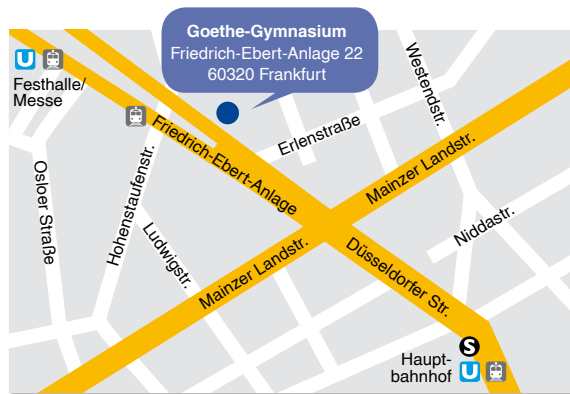 Goethe-Gymnasium
Friedrich-Ebert-Anlage 22
60320 Frankfurt
U
Festhalle/
Messe
Friedrich-Ebert-Anlage
Erlenstraße
Westendstr.
Mainzer Landstr.
Osloer Straße
Hohenstaufenstr.
Ludwigstr.
Mainzer Landstr.
Niddastr.
Düsseldorfer Str.
S
Haupt-
bahnhof
U